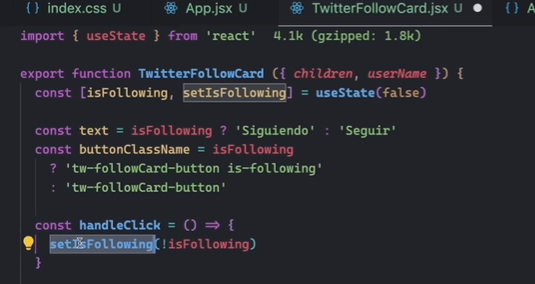 index.css U App.jsx U TwitterFollowCard.jsx U
import { useState } from 'react' 4.1k (gzipped: 1.8k)
export function TwitterFollowCard ({ children, userName }) {
const [isFollowing, setIsFollowing] = useState(false)
const text = isFollowing ? 'Siguiendo' : 'Seguir'
const buttonClassName = isFollowing
? 'tw-followCard-button is-following'
: 'tw-followCard-button'
const handleClick = () => {
setIsFollowing(!isFollowing)
}